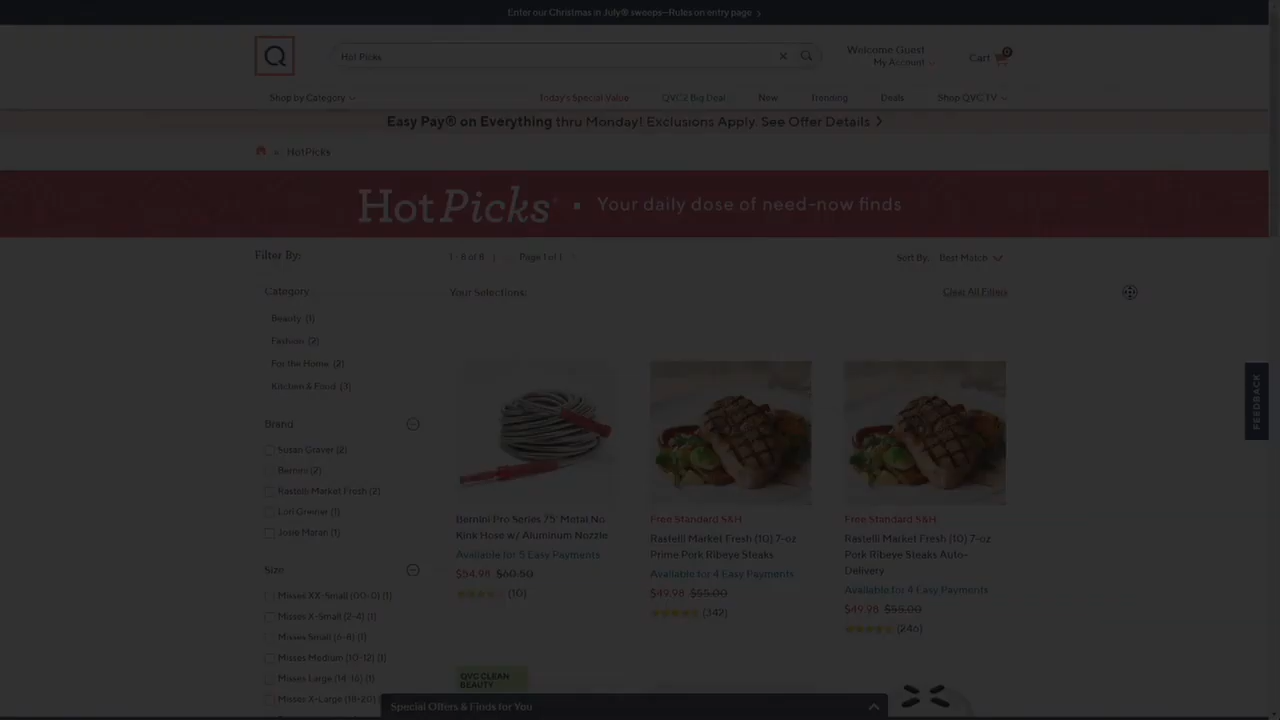 Enter our Christmas in July® sweeps—Rules on entry page >
Q
Hot Picks
Welcome Guest
My Account
Cart 0
Shop by Category
Today's Special Value
QVC2 Big Deal
New
Trending
Deals
Shop QVC TV
Easy Pay® on Everything thru Monday! Exclusions Apply. See Offer Details >
HotPicks
Hot Picks® ▪ Your daily dose of need-now finds
Filter By:
1 - 8 of 8 | Page 1 of 1
Sort By: Best Match
Category
Your Selections:
Clear All Filters
Beauty (1)
Fashion (2)
For the Home (2)
Kitchen & Food (3)
Brand
Susan Graver (2)
Bernini (2)
Rastelli Market Fresh (2)
Lori Greiner (1)
Josie Maran (1)
Size
Misses XX-Small (00-0) (1)
Misses X-Small (2-4) (1)
Misses Small (6-8) (1)
Misses Medium (10-12) (1)
Misses Large (14-16) (1)
Misses X-Large (18-20)
Bernini Pro Series 75' Metal No
Kink Hose w/ Aluminum Nozzle
Available for 5 Easy Payments
$54.98 $60.50
(10)
Free Standard S&H
Rastelli Market Fresh (10) 7-oz
Prime Pork Ribeye Steaks
Available for 4 Easy Payments
$49.98 $55.00
(342)
Free Standard S&H
Rastelli Market Fresh (10) 7-oz
Pork Ribeye Steaks Auto-
Delivery
Available for 4 Easy Payments
$49.98 $55.00
(246)
QVC CLEAN
BEAUTY
FEEDBACK
Special Offers & Finds for You